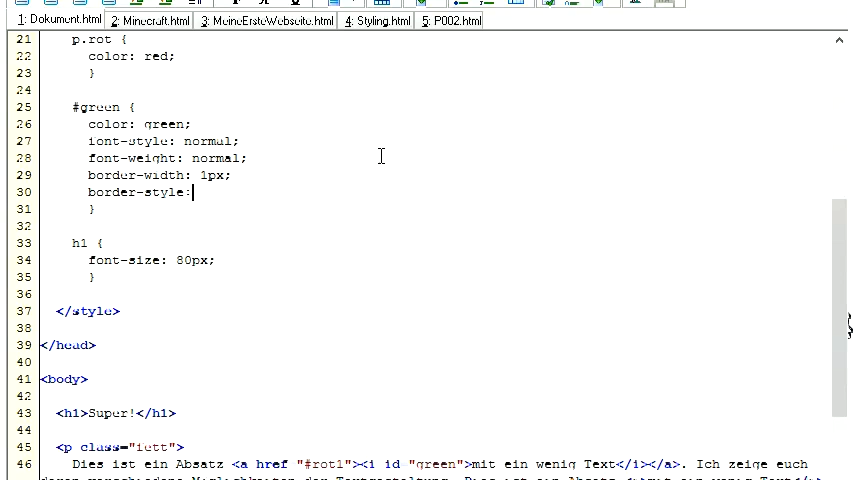 1: Dokument.html 2: Minecraft.html 3: MeineErsteWebseite.html 4: Styling.html 5: P002.html
21 p.rot {
22 color: red;
23 }
24
25 #green {
26 color: green;
27 font-style: normal;
28 font-weight: normal;
29 border-width: 1px;
30 border-style:
31 }
32
33 h1 {
34 font-size: 80px;
35 }
36
37 </style>
38
39 </head>
40
41 <body>
42
43 <h1>Super!</h1>
44
45 <p class="fett">
46 Dies ist ein Absatz <a href="#rot1"><i id="green">mit ein wenig Text</i></a>. Ich zeige euch